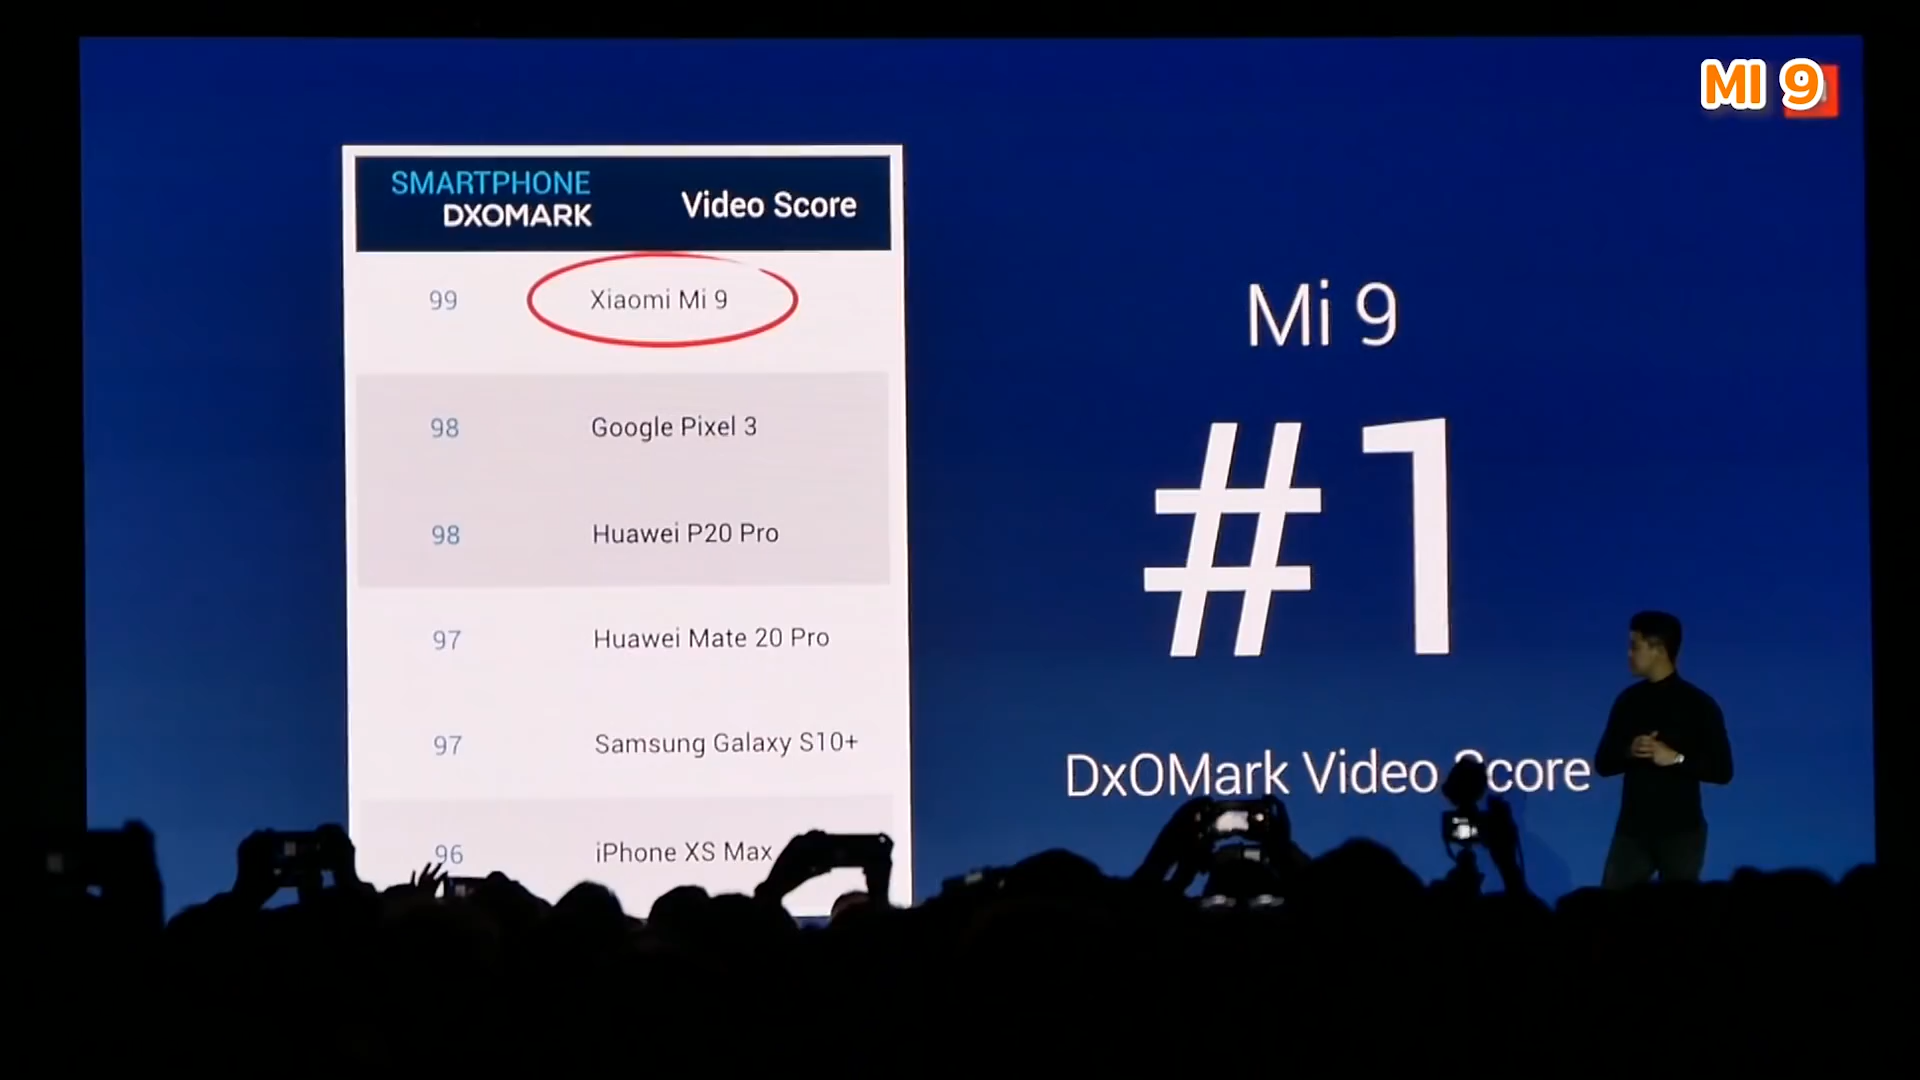 MI 9
SMARTPHONE
DXOMARK
Video Score
99 Xiaomi Mi 9
98 Google Pixel 3
98 Huawei P20 Pro
97 Huawei Mate 20 Pro
97 Samsung Galaxy S10+
96 iPhone XS Max
Mi 9
#1
DxOMark Video Score